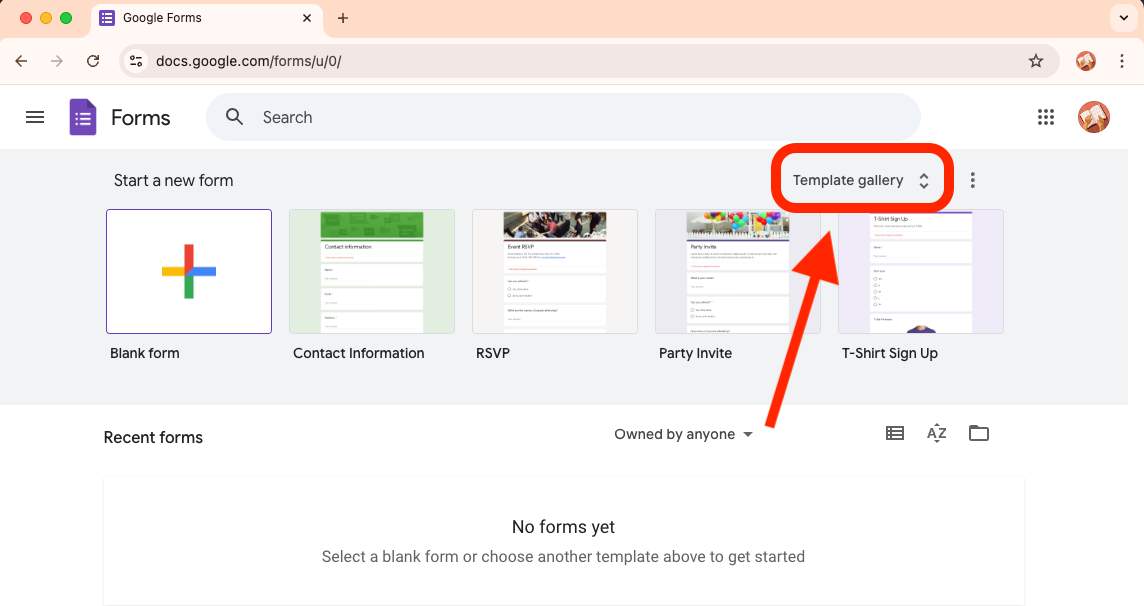 Google Forms
docs.google.com/forms/u/0/
Forms
Search
Start a new form
Template gallery
Contact information
Event RSVP
Party Invite
T-Shirt Sign Up
Blank form
Contact Information
RSVP
Party Invite
T-Shirt Sign Up
Recent forms
Owned by anyone
AZ
No forms yet
Select a blank form or choose another template above to get started